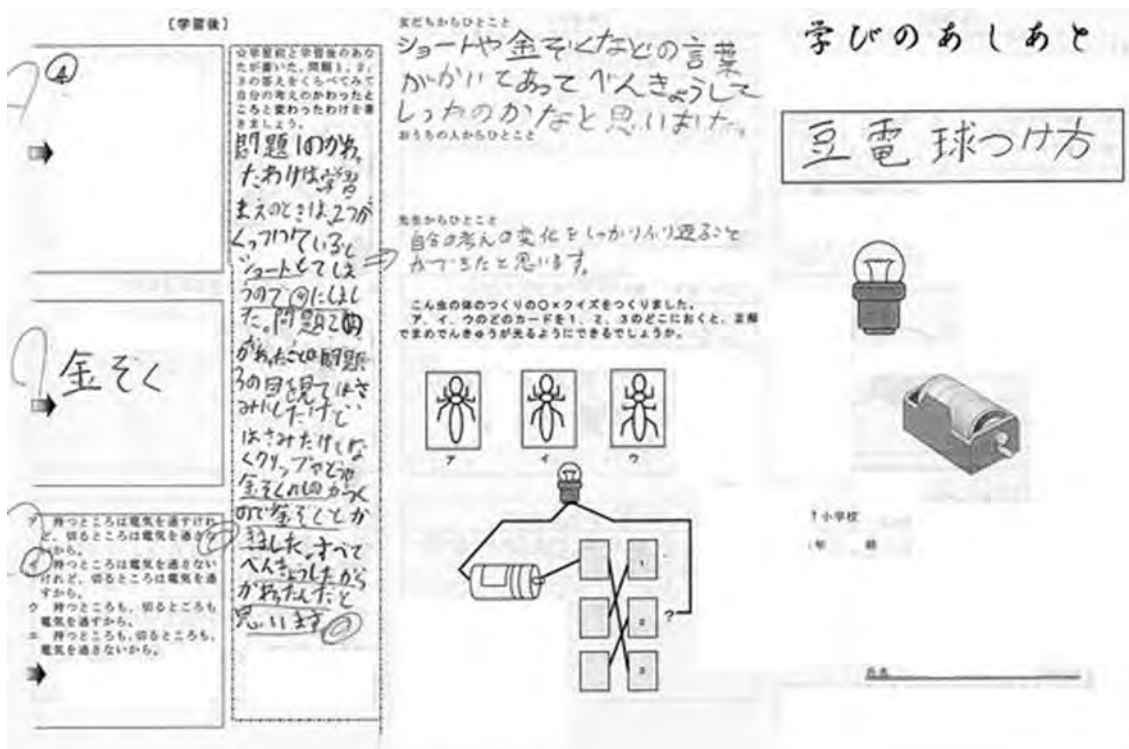 【学習後】
④
金ぞく
ア 持つところは電気を通すけれ
ど、切るところは電気を通さな
いから。
イ 持つところは電気を通さない
けれど、切るところは電気を通
すから。
ウ 持つところも、切るところも
電気を通すから。
エ 持つところも、切るところも、
電気を通さないから。
☆学習前と学習後のあな
たが書いた、問題1、2、
3の答えをくらべてみて
自分の考えのかわったと
ころと変わったわけを書
きましょう。
問題1のかわっ
たわけは学習
まえのときは、2つが
くっついているし
ショートしてしま
うので④にしまし
た。問題2の
かわったことは問題
3の目を見てはさ
みにしたけど
はさみだけじゃな
くクリップやどうや
金ぞくのものがつく
ので金ぞくとか
きました。すべて
べんきょうしたから
かわったんだと
思います
友だちからひとこと
ショートや金ぞくなどの言葉
がかいてあってべんきょうして
しったのかなと思いました。
おうちの人からひとこと
先生からひとこと
自分の考えの変化をしっかりふり返ること
ができたと思います。
こん虫の体のつくりの○×クイズをつくりました。
ア、イ、ウのどのカードを1、2、3のどこにおくと、正解
でまめでんきゅうが光るようにできるでしょうか。
ア イ ウ
1
2 ?
3
学びのあしあと
豆電球つけ方
小学校
年 組
氏名